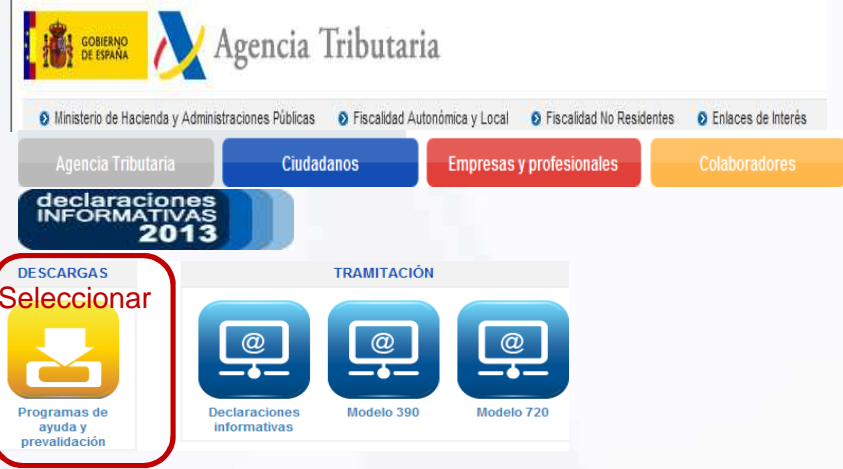 GOBIERNO
DE ESPAÑA
Agencia Tributaria
Ministerio de Hacienda y Administraciones Públicas Fiscalidad Autonómica y Local Fiscalidad No Residentes Enlaces de Interés
Agencia Tributaria Ciudadanos Empresas y profesionales Colaboradores
declaraciones
INFORMATIVAS
2013
DESCARGAS TRAMITACIÓN
Seleccionar
@ @ @
Programas de
ayuda y
prevalidación
Declaraciones
informativas
Modelo 390
Modelo 720